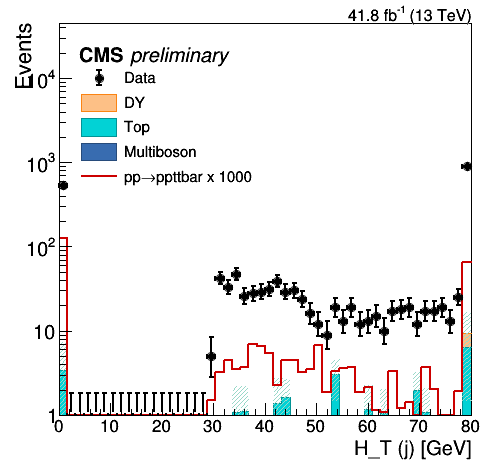 41.8 fb⁻¹ (13 TeV)
Events
CMS preliminary
Data
DY
Top
Multiboson
pp→ppttbar x 1000
10⁴
10³
10²
10
1
0 10 20 30 40 50 60 70 80
H_T (j) [GeV]